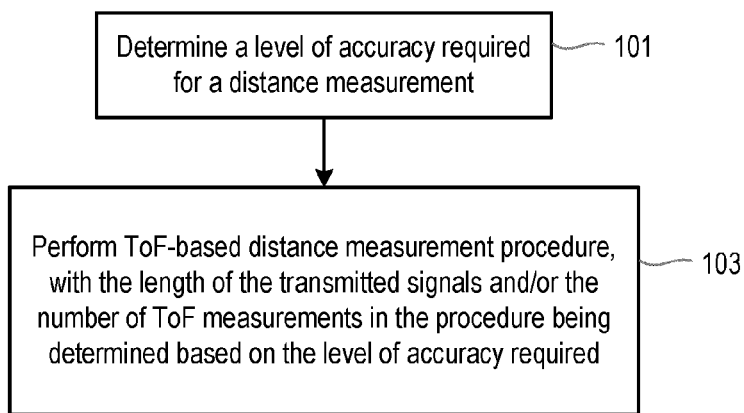 Determine a level of accuracy required
for a distance measurement
101
Perform ToF-based distance measurement procedure,
with the length of the transmitted signals and/or the
number of ToF measurements in the procedure being
determined based on the level of accuracy required
103